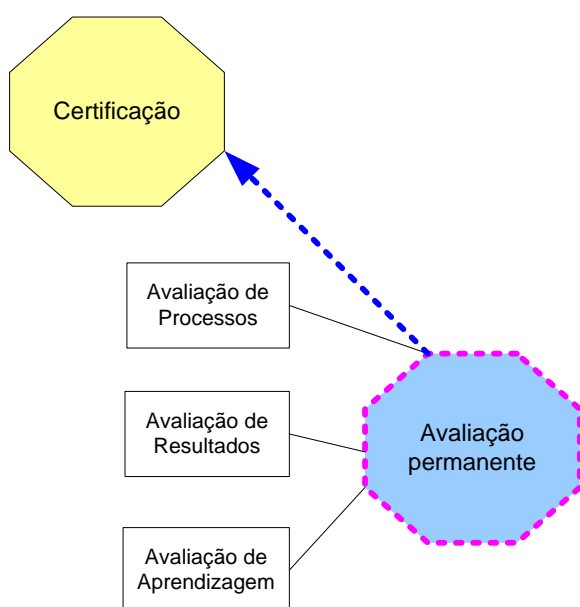 Certificação
Avaliação de
Processos
Avaliação de
Resultados
Avaliação
permanente
Avaliação de
Aprendizagem